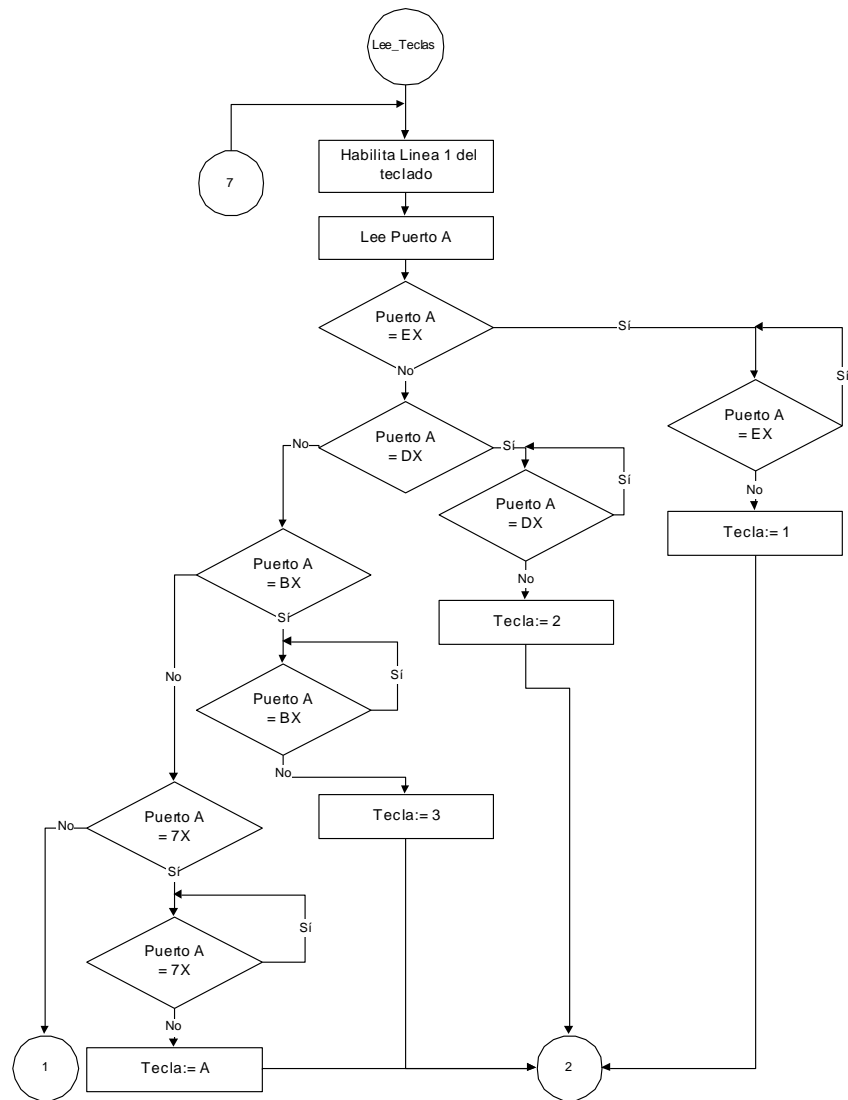 Lee_Teclas
7
Habilita Linea 1 del
teclado
Lee Puerto A
Puerto A
= EX
Sí
No
Puerto A
= EX
Sí
No
Tecla:= 1
Puerto A
= DX
No
Sí
Puerto A
= DX
Sí
No
Tecla:= 2
Puerto A
= BX
Sí
No
Puerto A
= BX
Sí
No
Tecla:= 3
Puerto A
= 7X
No
Sí
Puerto A
= 7X
Sí
No
Tecla:= A
1
2